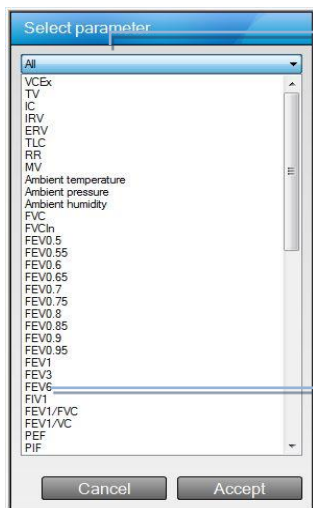 Select parameter
All
VCEx
TV
IC
IRV
ERV
TLC
RR
MV
Ambient temperature
Ambient pressure
Ambient humidity
FVC
FVCIn
FEV0.5
FEV0.55
FEV0.6
FEV0.65
FEV0.7
FEV0.75
FEV0.8
FEV0.85
FEV0.9
FEV0.95
FEV1
FEV3
FEV6
FIV1
FEV1/FVC
FEV1/VC
PEF
PIF
Cancel Accept